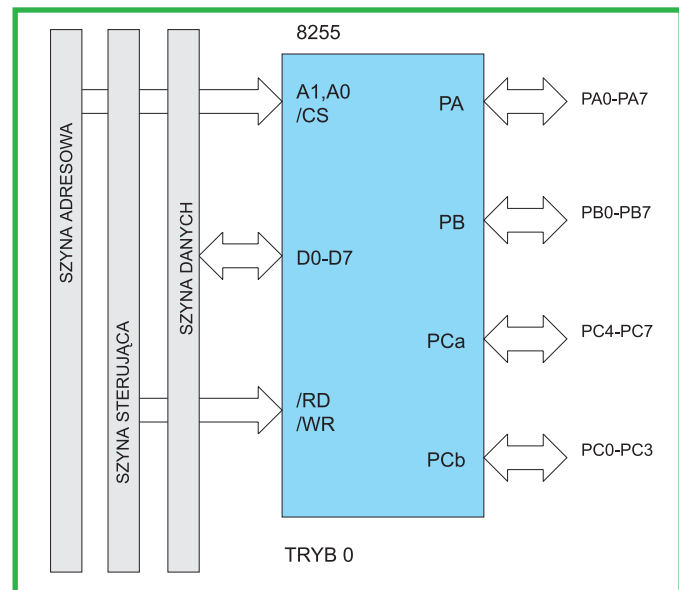 8255
SZYNA ADRESOWA
SZYNA STERUJĄCA
SZYNA DANYCH
A1,A0
/CS
D0-D7
/RD
/WR
PA
PB
PCa
PCb
PA0-PA7
PB0-PB7
PC4-PC7
PC0-PC3
TRYB 0